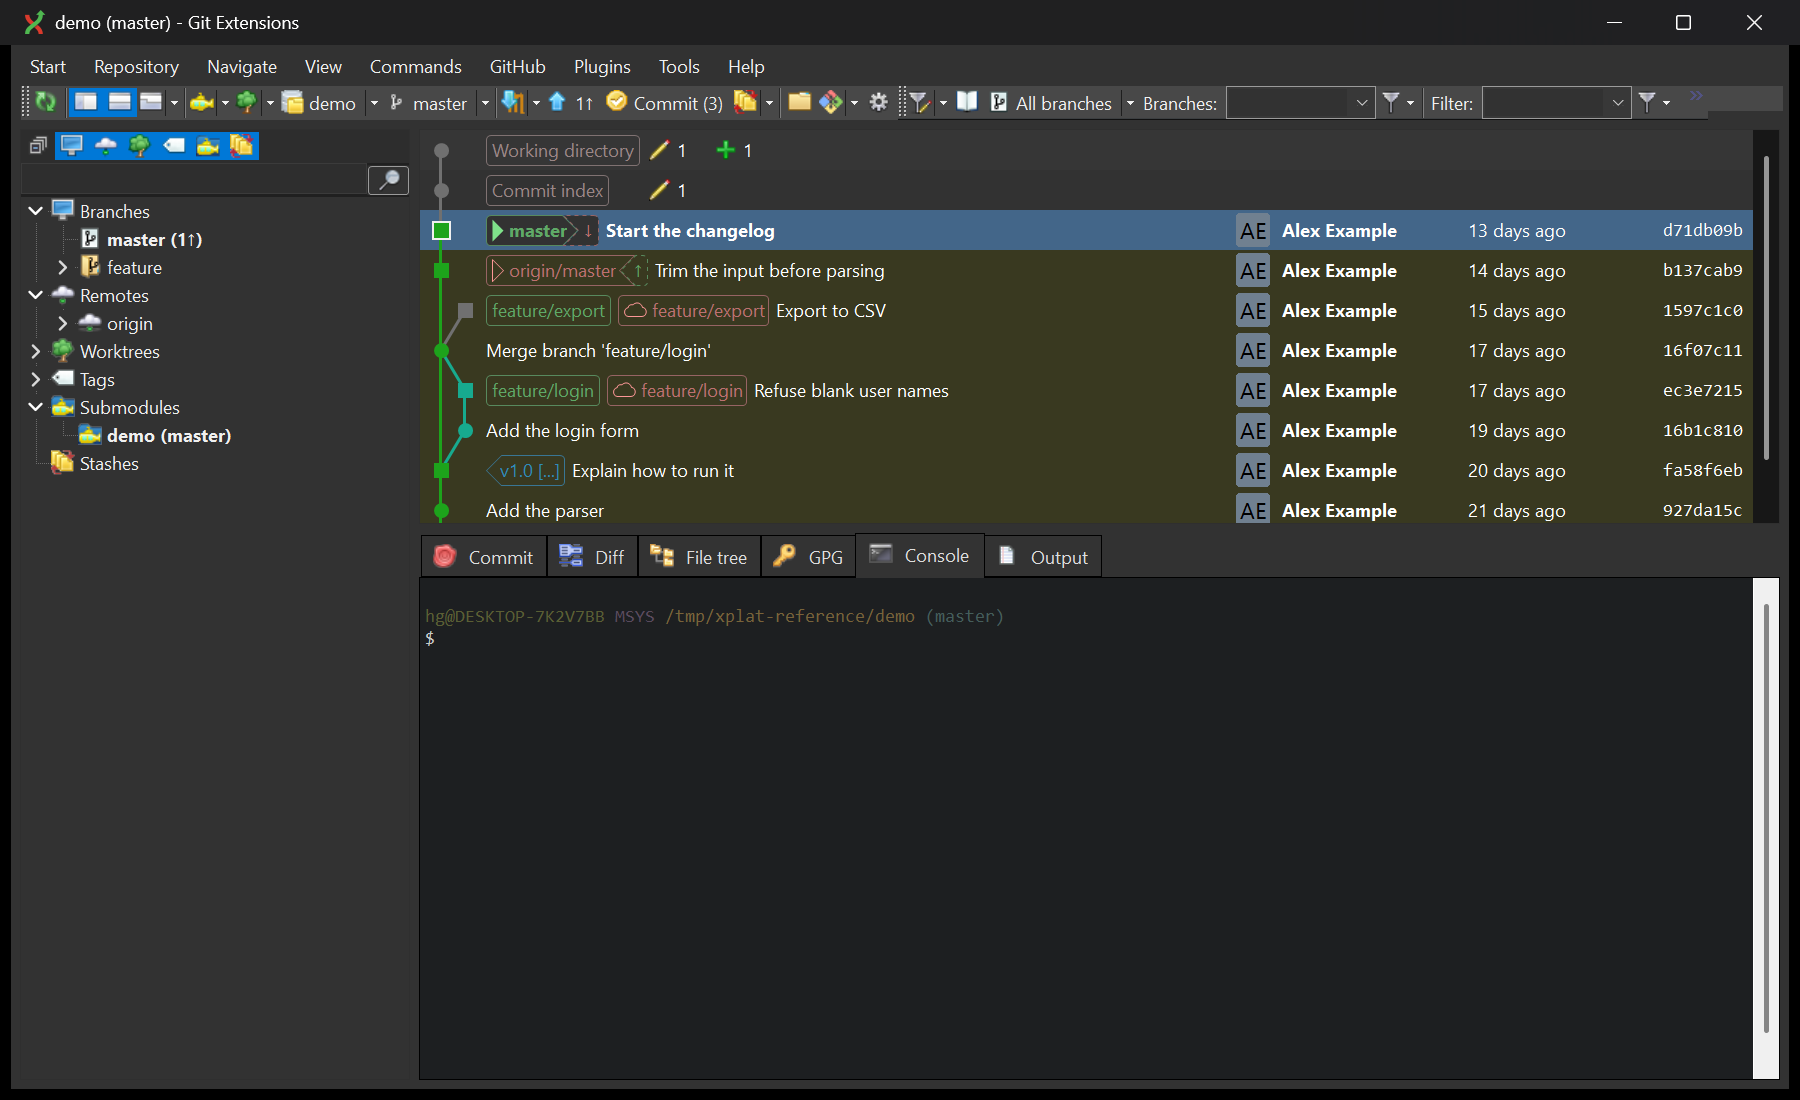 demo (master) - Git Extensions
Start Repository Navigate View Commands GitHub Plugins Tools Help
demo master 1↑ Commit (3) All branches Branches: Filter:
Working directory 1 1
Commit index 1
master ↓ Start the changelog AE Alex Example 13 days ago d71db09b
origin/master ↑ Trim the input before parsing AE Alex Example 14 days ago b137cab9
feature/export feature/export Export to CSV AE Alex Example 15 days ago 1597c1c0
Merge branch 'feature/login' AE Alex Example 17 days ago 16f07c11
feature/login feature/login Refuse blank user names AE Alex Example 17 days ago ec3e7215
Add the login form AE Alex Example 19 days ago 16b1c810
v1.0 [...] Explain how to run it AE Alex Example 20 days ago fa58f6eb
Add the parser AE Alex Example 21 days ago 927da15c
Branches
master (1↑)
feature
Remotes
origin
Worktrees
Tags
Submodules
demo (master)
Stashes
Commit Diff File tree GPG Console Output
hg@DESKTOP-7K2V7BB MSYS /tmp/xplat-reference/demo (master)
$